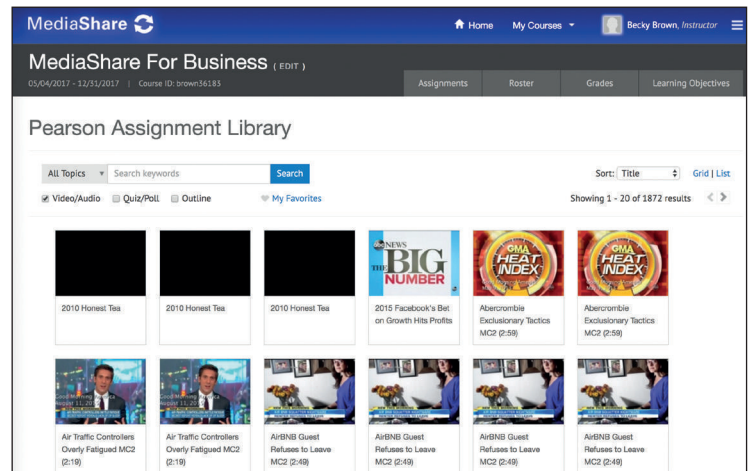 MediaShare
Home My Courses Becky Brown, Instructor
MediaShare For Business ( EDIT )
05/04/2017 - 12/31/2017 | Course ID: brown36183
Assignments Roster Grades Learning Objectives
Pearson Assignment Library
All Topics Search keywords Search Sort: Title Grid | List
Video/Audio Quiz/Poll Outline My Favorites Showing 1 - 20 of 1872 results
abc NEWS
THE BIG
NUMBER
GMA
HEAT
INDEX
GMA
HEAT
INDEX
2010 Honest Tea
2010 Honest Tea
2010 Honest Tea
2015 Facebook's Bet
on Growth Hits Profits
Abercrombie
Exclusionary Tactics
MC2 (2:59)
Abercrombie
Exclusionary Tactics
MC2 (2:59)
Air Traffic Controllers
Overly Fatigued MC2
(2:19)
Air Traffic Controllers
Overly Fatigued MC2
(2:19)
AirBNB Guest
Refuses to Leave
MC2 (2:49)
AirBNB Guest
Refuses to Leave
MC2 (2:49)
AirBNB Guest
Refuses to Leave
MC2 (2:49)
AirBNB Guest
Refuses to Leave
MC2 (2:49)